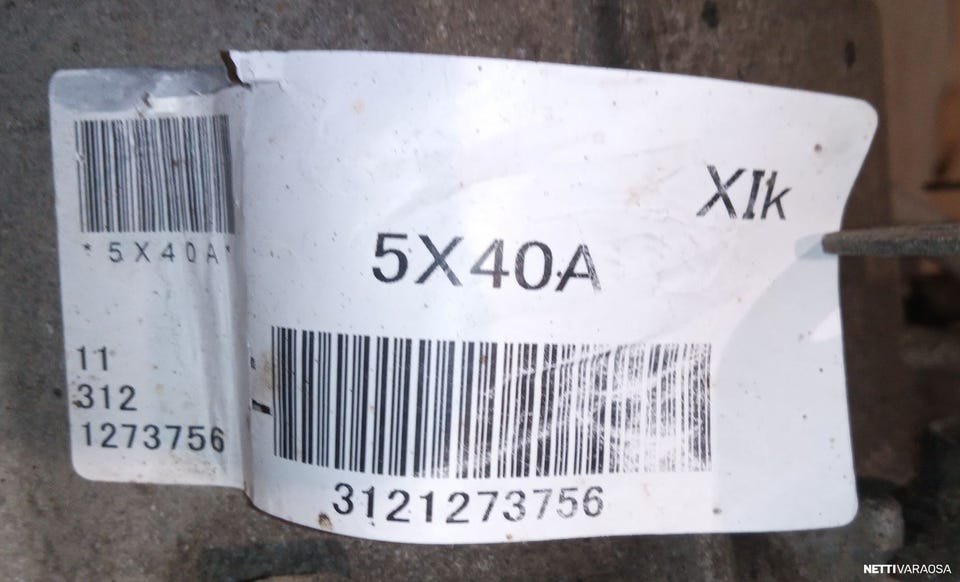 * 5X40A*
11
312
1273756
XIk
5X40A
3121273756
NETTIVARAOSA